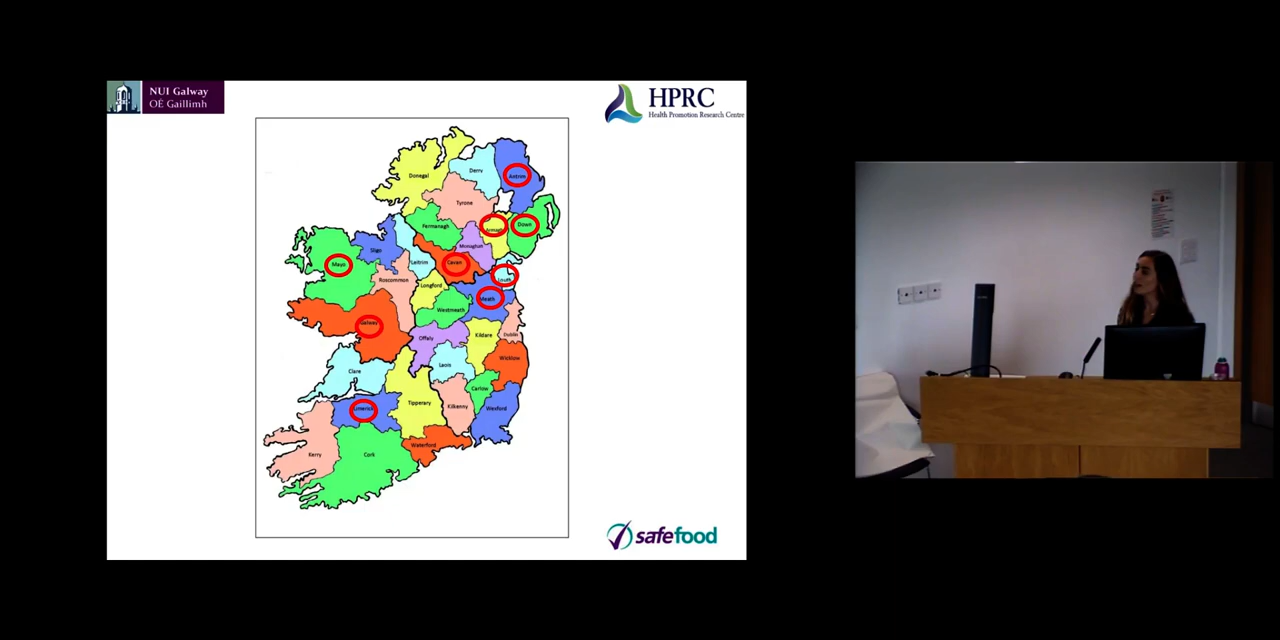 NUI Galway
OÉ Gaillimh
HPRC
Health Promotion Research Centre
Donegal
Derry
Antrim
Tyrone
Fermanagh
Armagh
Down
Monaghan
Sligo
Leitrim
Cavan
Louth
Mayo
Roscommon
Longford
Meath
Westmeath
Galway
Offaly
Kildare
Dublin
Wicklow
Clare
Laois
Carlow
Limerick
Tipperary
Kilkenny
Wexford
Waterford
Kerry
Cork
safefood